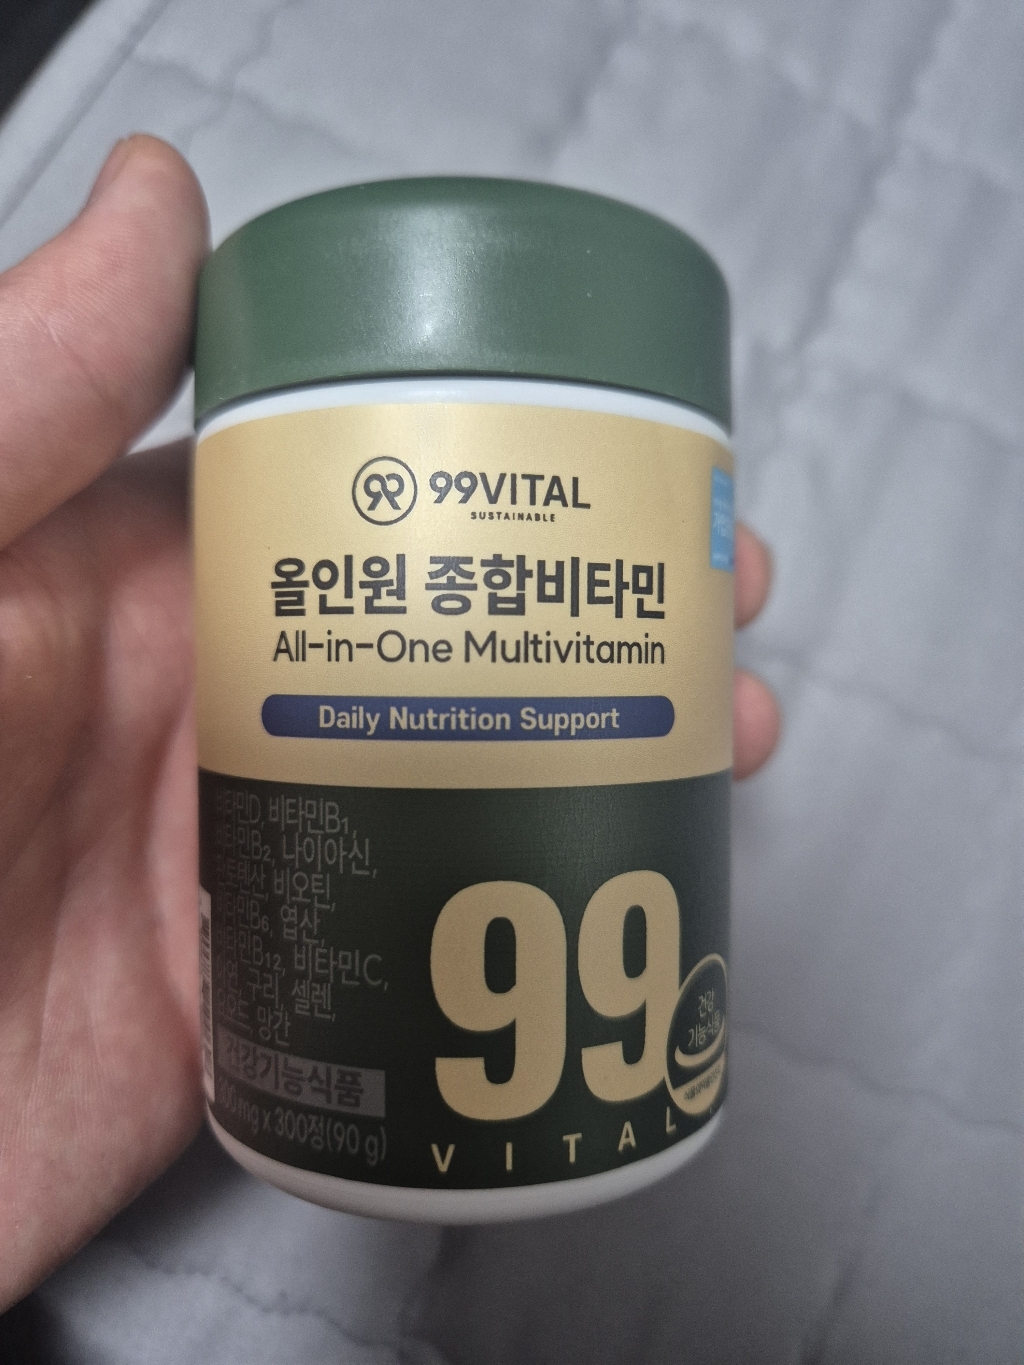 99VITAL
SUSTAINABLE
올인원 종합비타민
All-in-One Multivitamin
Daily Nutrition Support
비타민D, 비타민B₁,
비타민B₂, 나이아신,
판토텐산, 비오틴,
비타민B₆, 엽산,
비타민B₁₂, 비타민C,
아연, 구리, 셀렌,
요오드, 망간
건강기능식품
300 mg x 300정(90 g)
99
VITAL
건강
기능식품